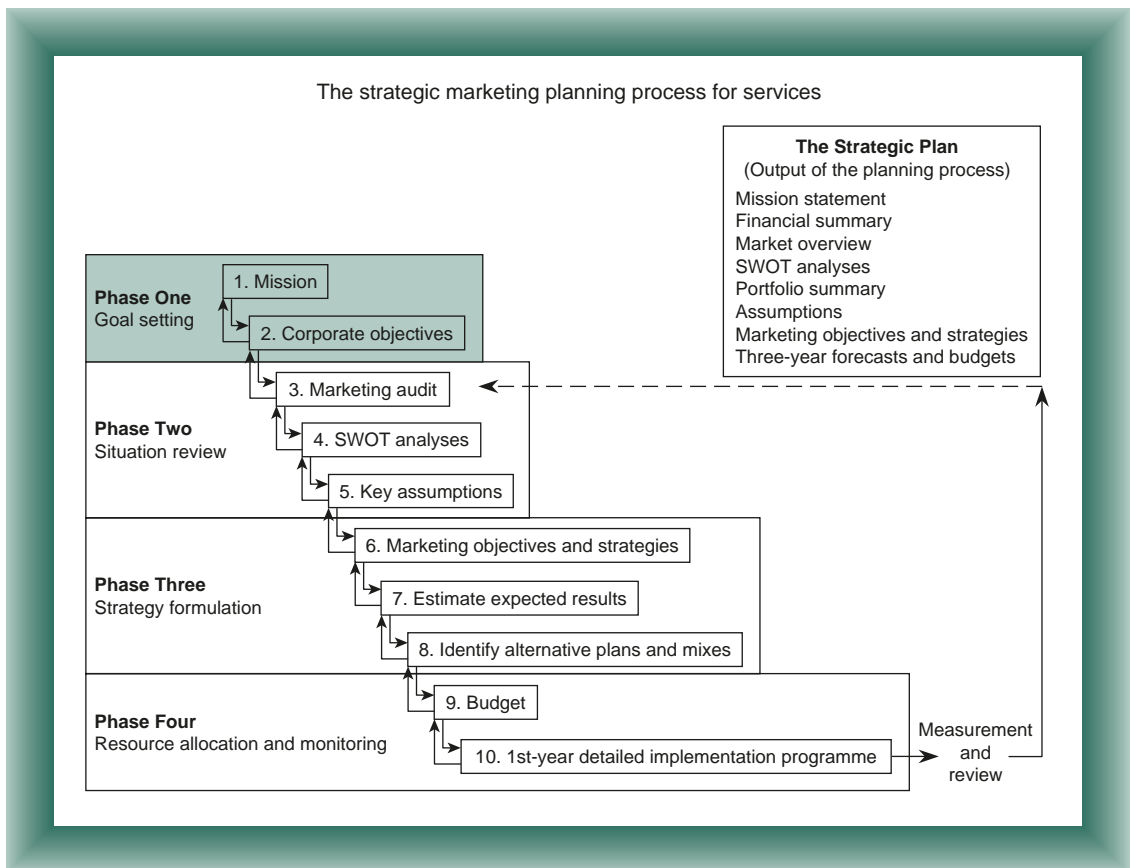 The strategic marketing planning process for services
The Strategic Plan
(Output of the planning process)
Mission statement
Financial summary
Market overview
SWOT analyses
Portfolio summary
Assumptions
Marketing objectives and strategies
Three-year forecasts and budgets
Phase One
Goal setting
1. Mission
2. Corporate objectives
Phase Two
Situation review
3. Marketing audit
4. SWOT analyses
5. Key assumptions
Phase Three
Strategy formulation
6. Marketing objectives and strategies
7. Estimate expected results
8. Identify alternative plans and mixes
Phase Four
Resource allocation and monitoring
9. Budget
10. 1st-year detailed implementation programme
Measurement
and
review